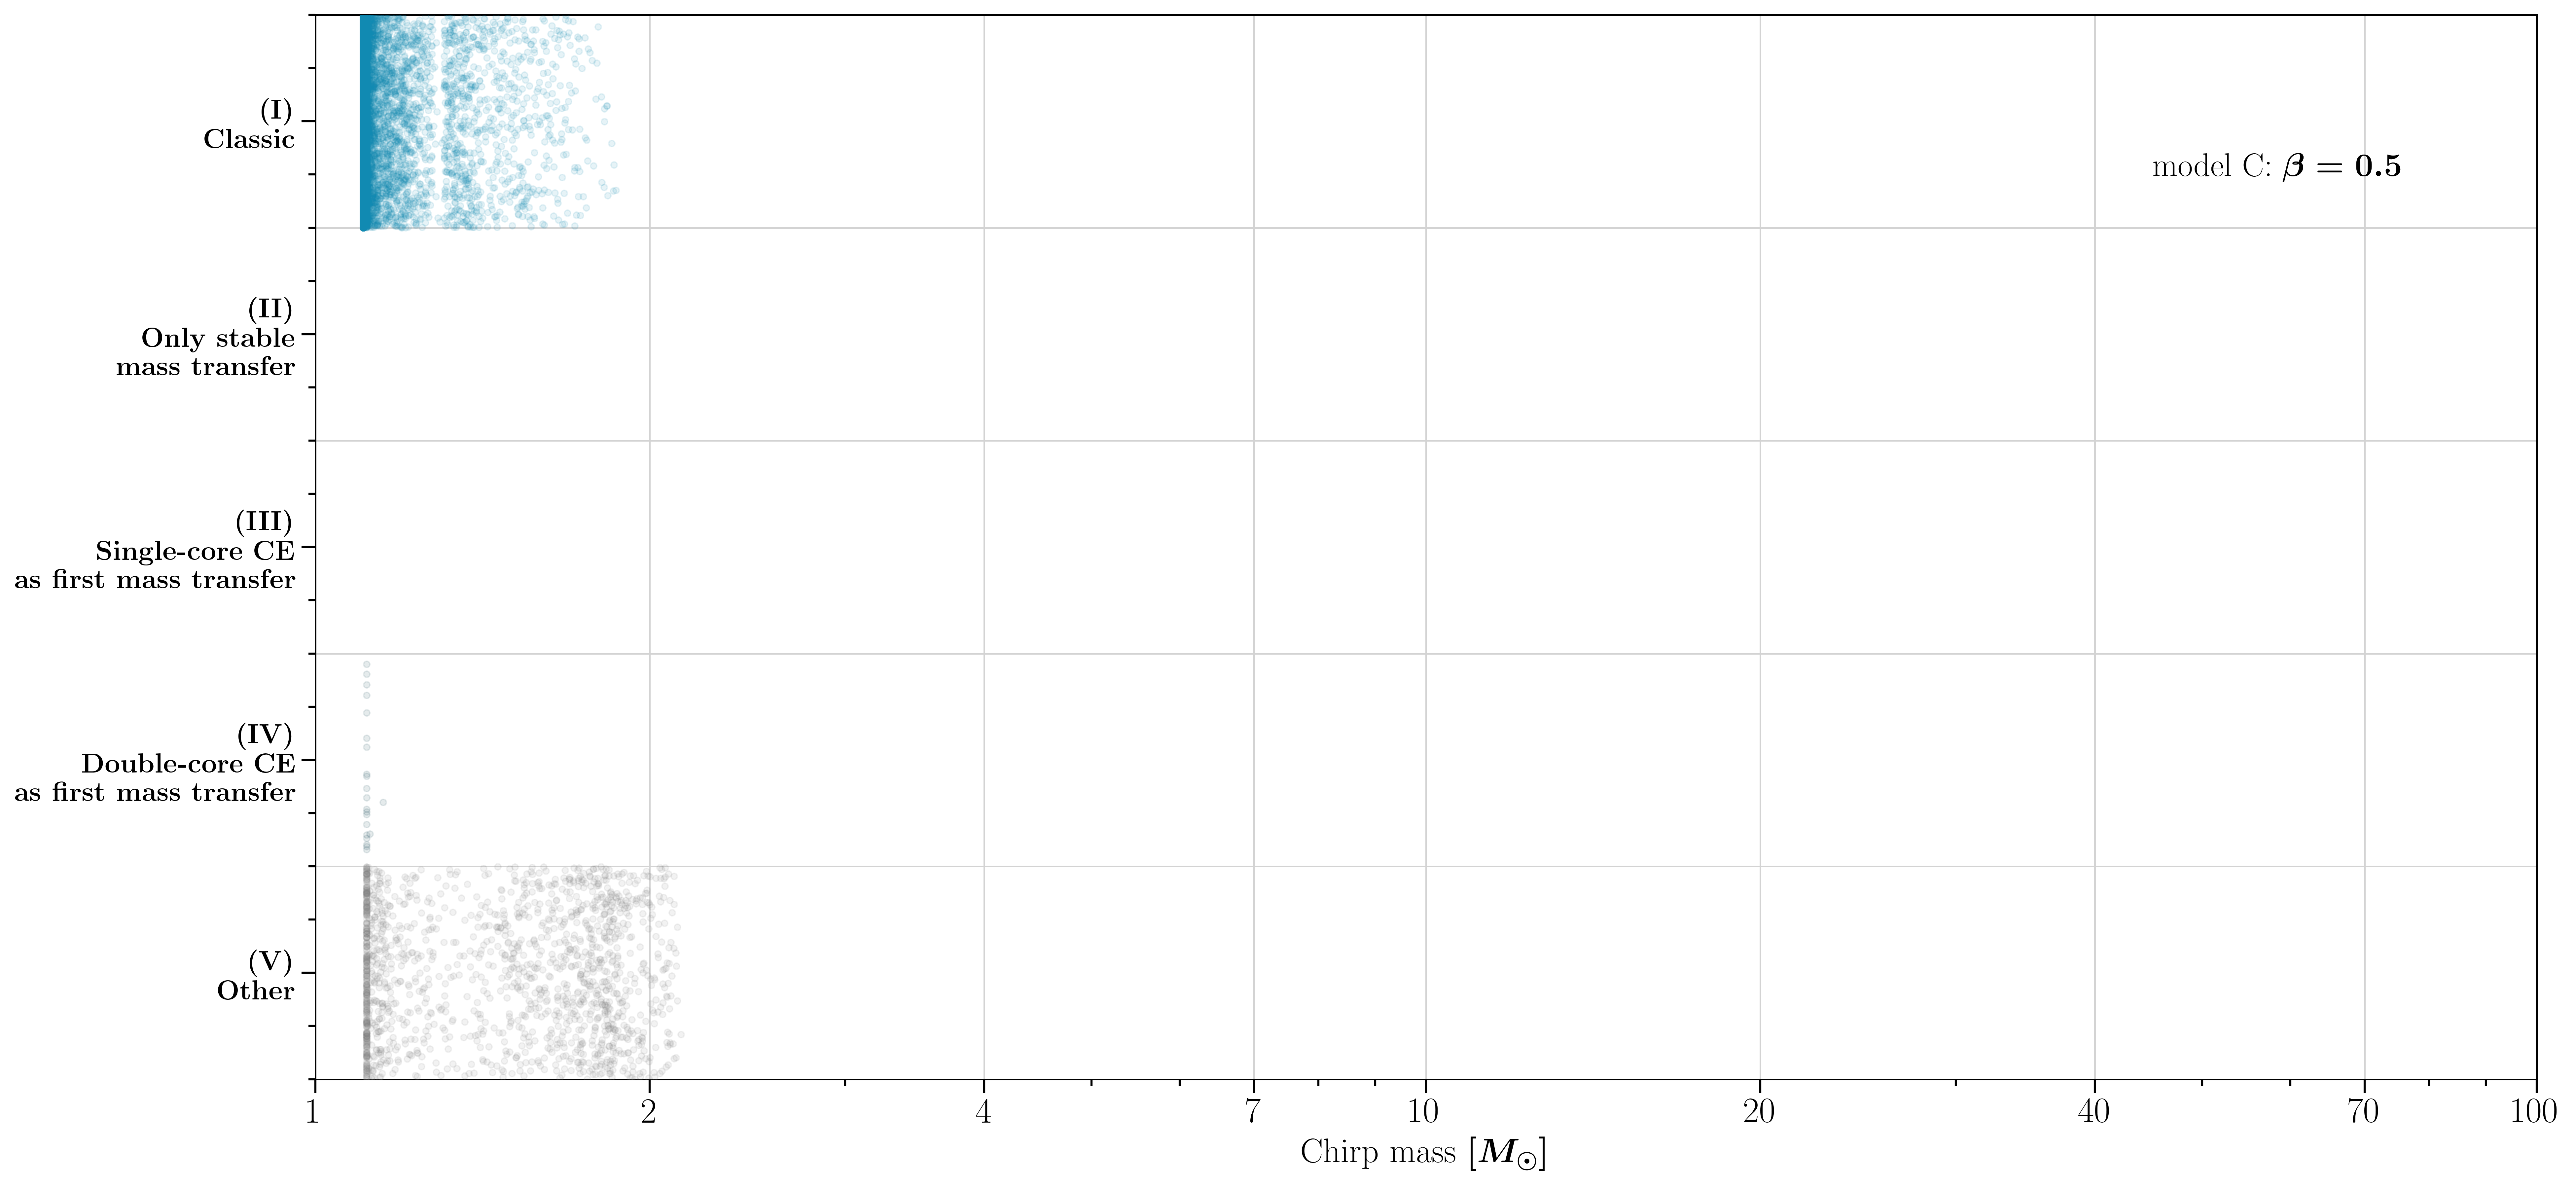 (I)
Classic
model C: β = 0.5
(II)
Only stable
mass transfer
(III)
Single-core CE
as first mass transfer
(IV)
Double-core CE
as first mass transfer
(V)
Other
1 2 4 7 10 20 40 70 100
Chirp mass [M⊙]